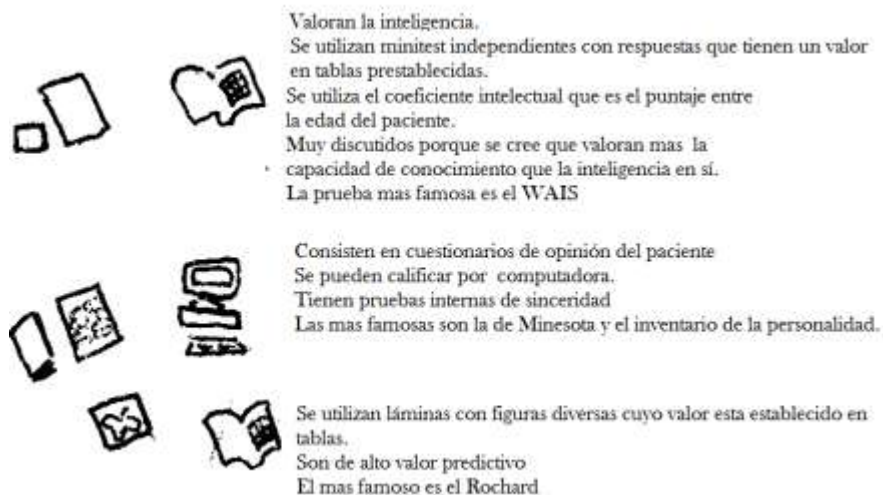 Valoran la inteligencia.
Se utilizan minitest independientes con respuestas que tienen un valor
en tablas prestablecidas.
Se utiliza el coeficiente intelectual que es el puntaje entre
la edad del paciente.
Muy discutidos porque se cree que valoran mas la
capacidad de conocimiento que la inteligencia en sí.
La prueba mas famosa es el WAIS
Consisten en cuestionarios de opinión del paciente
Se pueden calificar por computadora.
Tienen pruebas internas de sinceridad
Las mas famosas son la de Minesota y el inventario de la personalidad.
Se utilizan láminas con figuras diversas cuyo valor esta establecido en
tablas.
Son de alto valor predictivo
El mas famoso es el Rochard